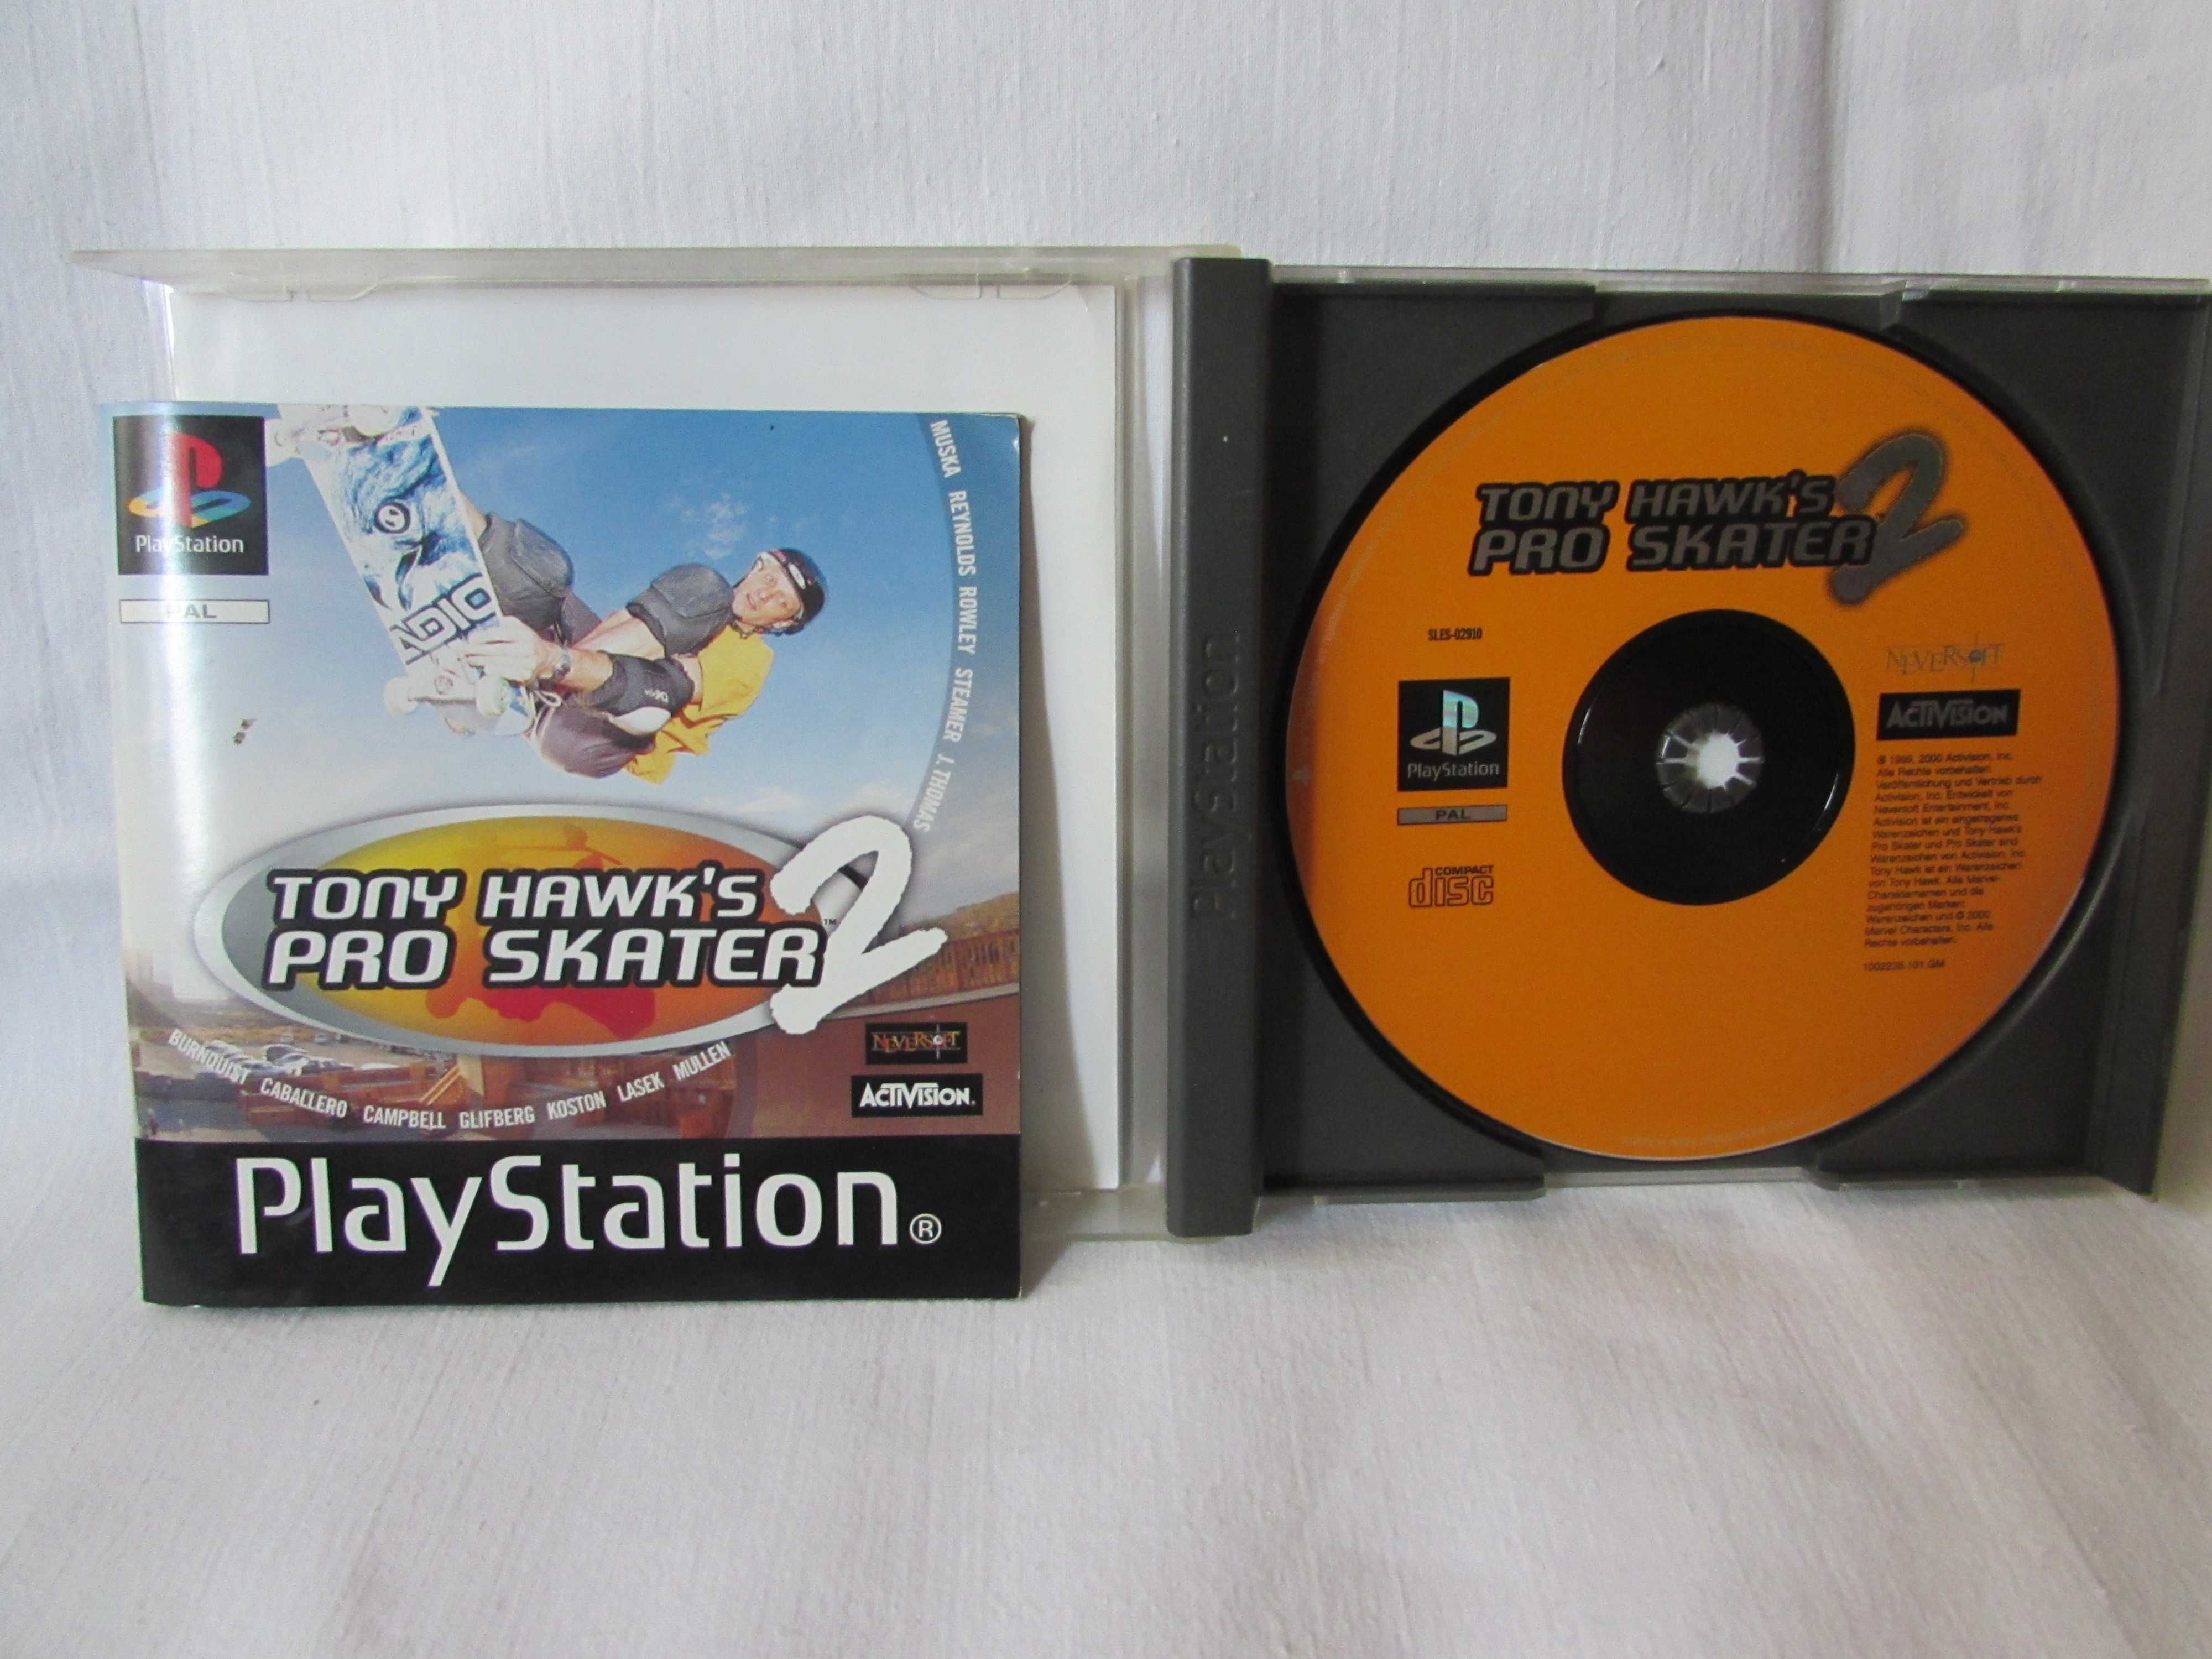 PlayStation
PAL
MUSKA REYNOLDS ROWLEY STEAMER J. THOMAS
TONY HAWK'S
PRO SKATER 2
™
BURNQUIST CABALLERO CAMPBELL GLIFBERG KOSTON LASEK MULLEN
NEVERSOFT
ACTIVISION.
PlayStation®
PlayStation
TONY HAWK'S
PRO SKATER 2
SLES-02910
PlayStation
PAL
COMPACT
disc
NEVERSOFT
ACTIVISION
© 1999, 2000 Activision, Inc.
Alle Rechte vorbehalten.
Veröffentlichung und Vertrieb durch
Activision, Inc. Entwickelt von
Neversoft Entertainment, Inc.
Activision ist ein eingetragenes
Warenzeichen und Tony Hawk's
Pro Skater und Pro Skater sind
Warenzeichen von Activision, Inc.
Tony Hawk ist ein Warenzeichen
von Tony Hawk. Alle Marvel-
Charakternamen und die
zugehörigen Marken:
Warenzeichen und © 2000
Marvel Characters, Inc. Alle
Rechte vorbehalten.